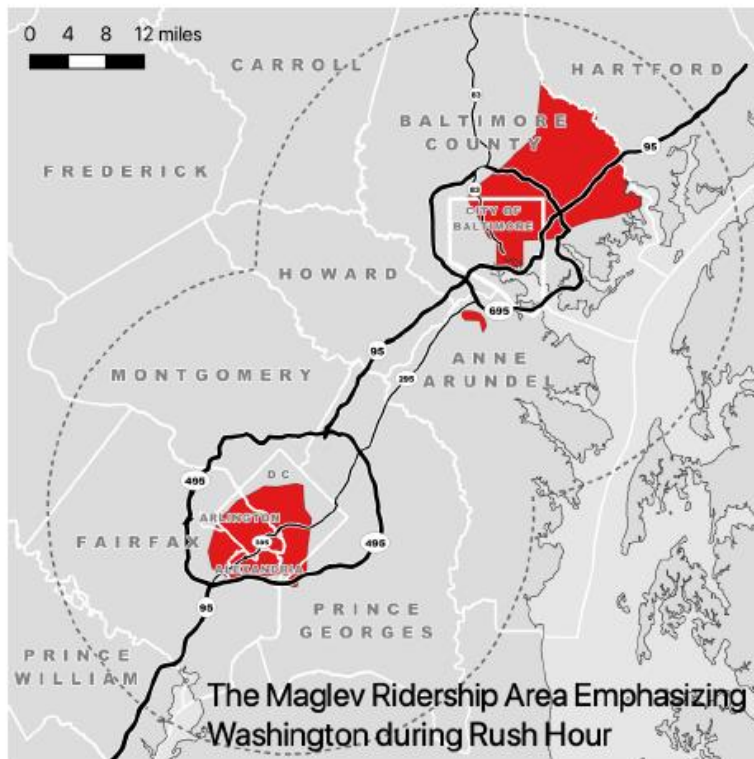 0 4 8 12 miles
CARROLL
HARTFORD
83
BALTIMORE
COUNTY
95
FREDERICK
83
CITY OF
BALTIMORE
HOWARD
695
95
ANNE
ARUNDEL
295
MONTGOMERY
495
DC
ARLINGTON
FAIRFAX
395
495
ALEXANDRIA
95
PRINCE
GEORGES
PRINCE
WILLIAM
The Maglev Ridership Area Emphasizing
Washington during Rush Hour